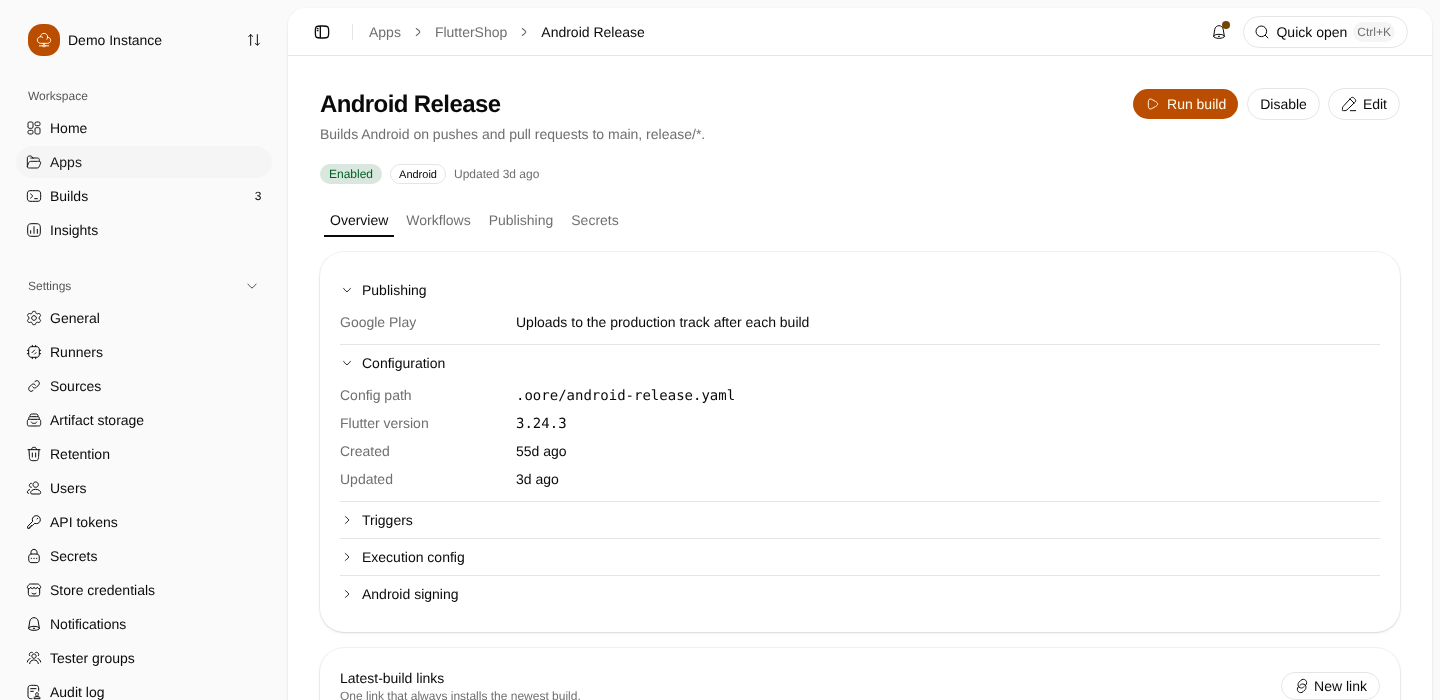 Demo Instance
Workspace
Home
Apps
Builds 3
Insights
Settings
General
Runners
Sources
Artifact storage
Retention
Users
API tokens
Secrets
Store credentials
Notifications
Tester groups
Audit log
Apps FlutterShop Android Release
Quick open Ctrl+K
Android Release
Run build Disable Edit
Builds Android on pushes and pull requests to main, release/*.
Enabled Android Updated 3d ago
Overview Workflows Publishing Secrets
Publishing
Google Play Uploads to the production track after each build
Configuration
Config path .oore/android-release.yaml
Flutter version 3.24.3
Created 55d ago
Updated 3d ago
Triggers
Execution config
Android signing
Latest-build links
One link that always installs the newest build.
New link